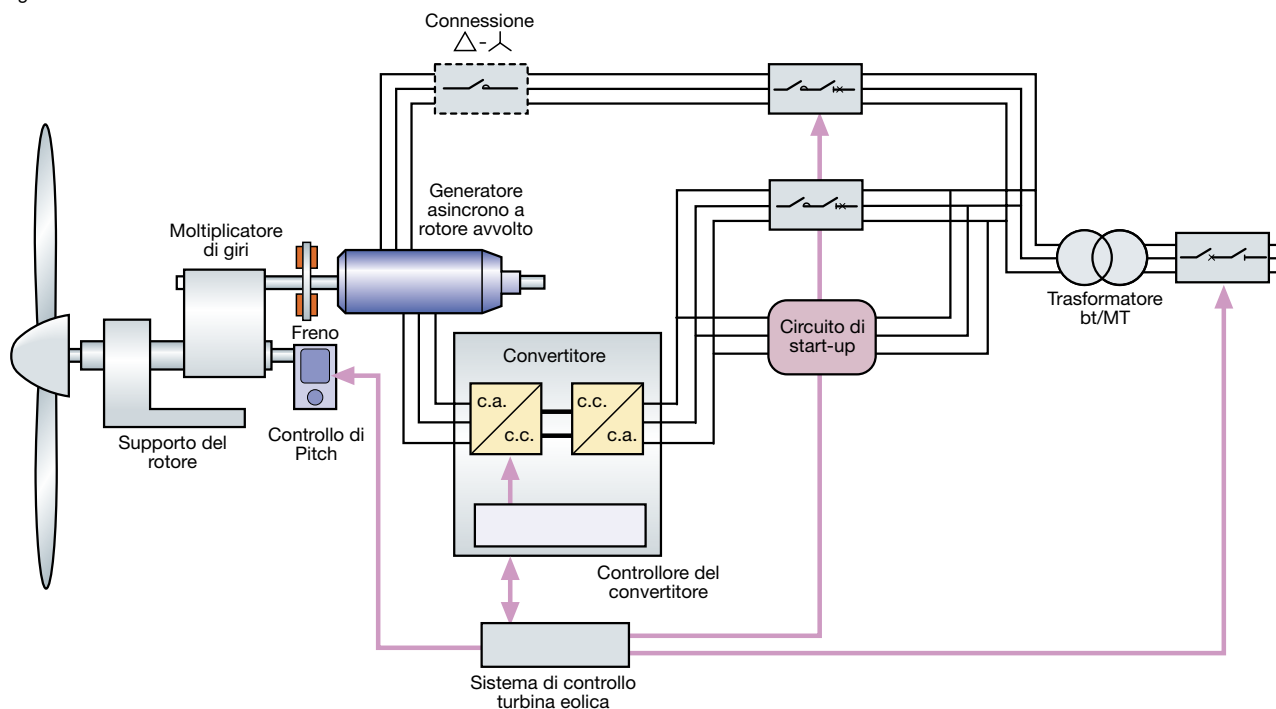 Connessione
Generatore
asincrono a
rotore avvolto
Moltiplicatore
di giri
Freno
Trasformatore
bt/MT
Circuito di
start-up
Convertitore
c.a.
c.c.
c.c.
c.a.
Supporto del
rotore
Controllo di
Pitch
Controllore del
convertitore
Sistema di controllo
turbina eolica